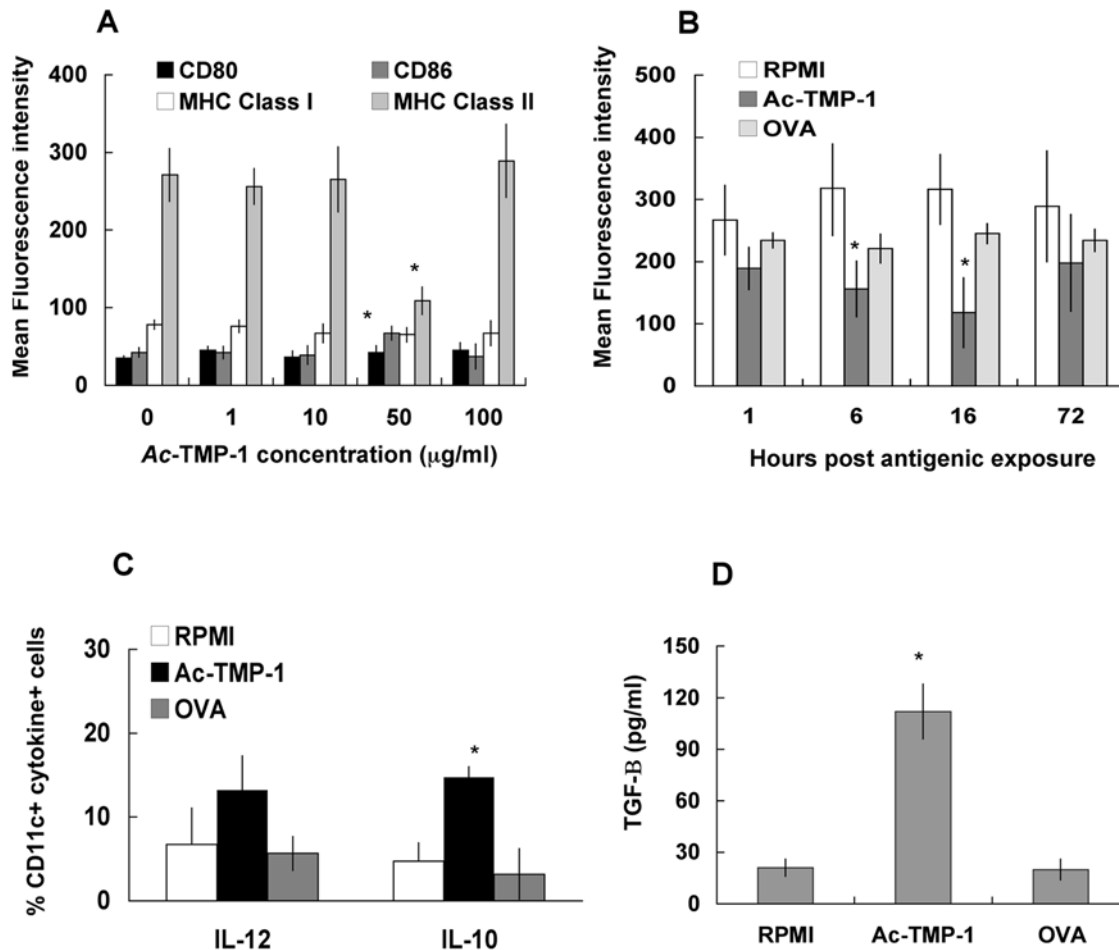 A
Mean Fluorescence intensity
400
300
200
100
0
CD80
CD86
MHC Class I
MHC Class II
*
*
0 1 10 50 100
Ac-TMP-1 concentration (μg/ml)
B
Mean Fluorescence intensity
500
400
300
200
100
0
RPMI
Ac-TMP-1
OVA
*
*
1 6 16 72
Hours post antigenic exposure
C
% CD11c+ cytokine+ cells
30
20
10
0
RPMI
Ac-TMP-1
OVA
*
IL-12 IL-10
D
TGF-B (pg/ml)
150
120
90
60
30
0
*
RPMI Ac-TMP-1 OVA